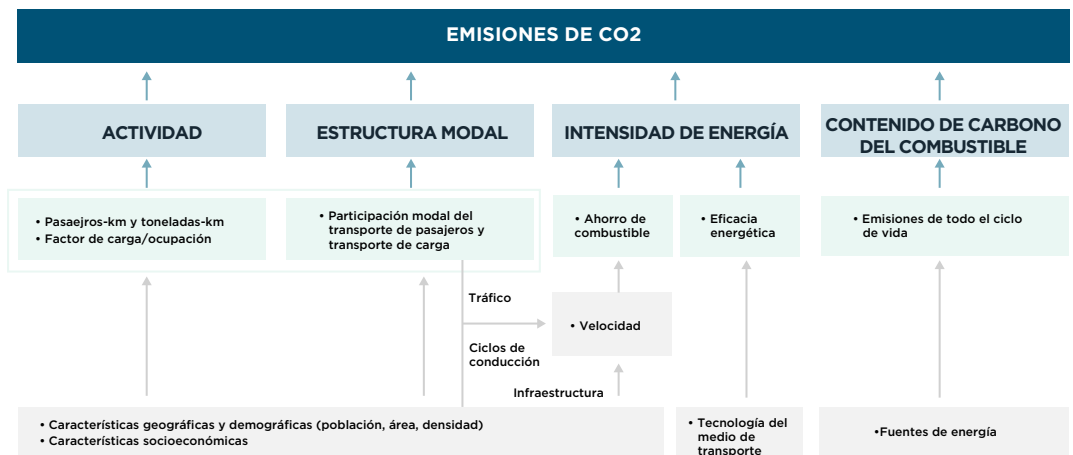 EMISIONES DE CO2
ACTIVIDAD
ESTRUCTURA MODAL
INTENSIDAD DE ENERGÍA
CONTENIDO DE CARBONO
DEL COMBUSTIBLE
• Pasaejros-km y toneladas-km
• Factor de carga/ocupación
• Participación modal del
transporte de pasajeros y
transporte de carga
• Ahorro de
combustible
• Eficacia
energética
• Emisiones de todo el ciclo
de vida
Tráfico
• Velocidad
Ciclos de
conducción
Infraestructura
• Características geográficas y demográficas (población, área, densidad)
• Características socioeconómicas
• Tecnología del
medio de
transporte
•Fuentes de energía